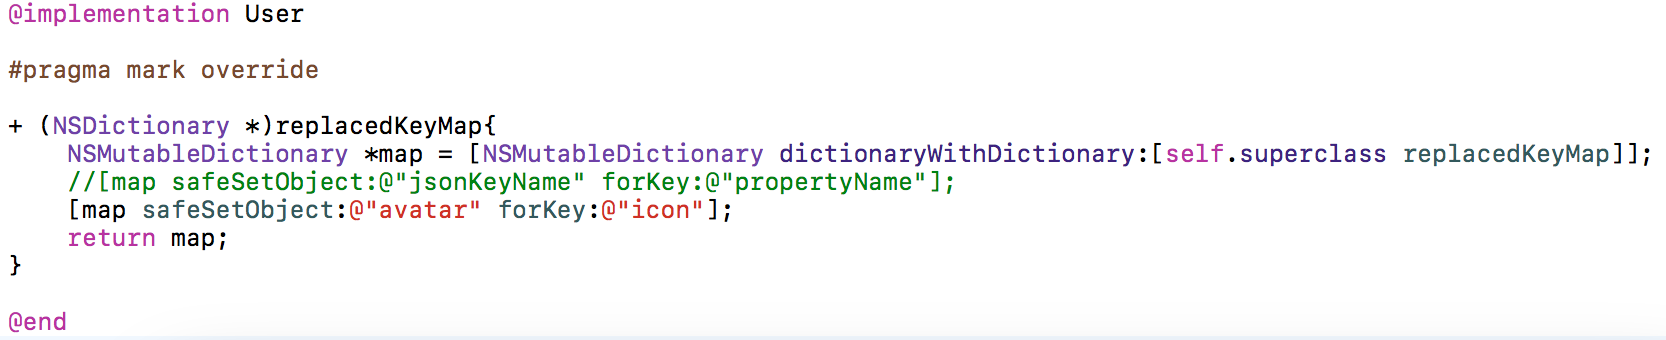 @implementation User
#pragma mark override
+ (NSDictionary *)replacedKeyMap{
NSMutableDictionary *map = [NSMutableDictionary dictionaryWithDictionary:[self.superclass replacedKeyMap]];
//[map safeSetObject:@"jsonKeyName" forKey:@"propertyName"];
[map safeSetObject:@"avatar" forKey:@"icon"];
return map;
}
@end